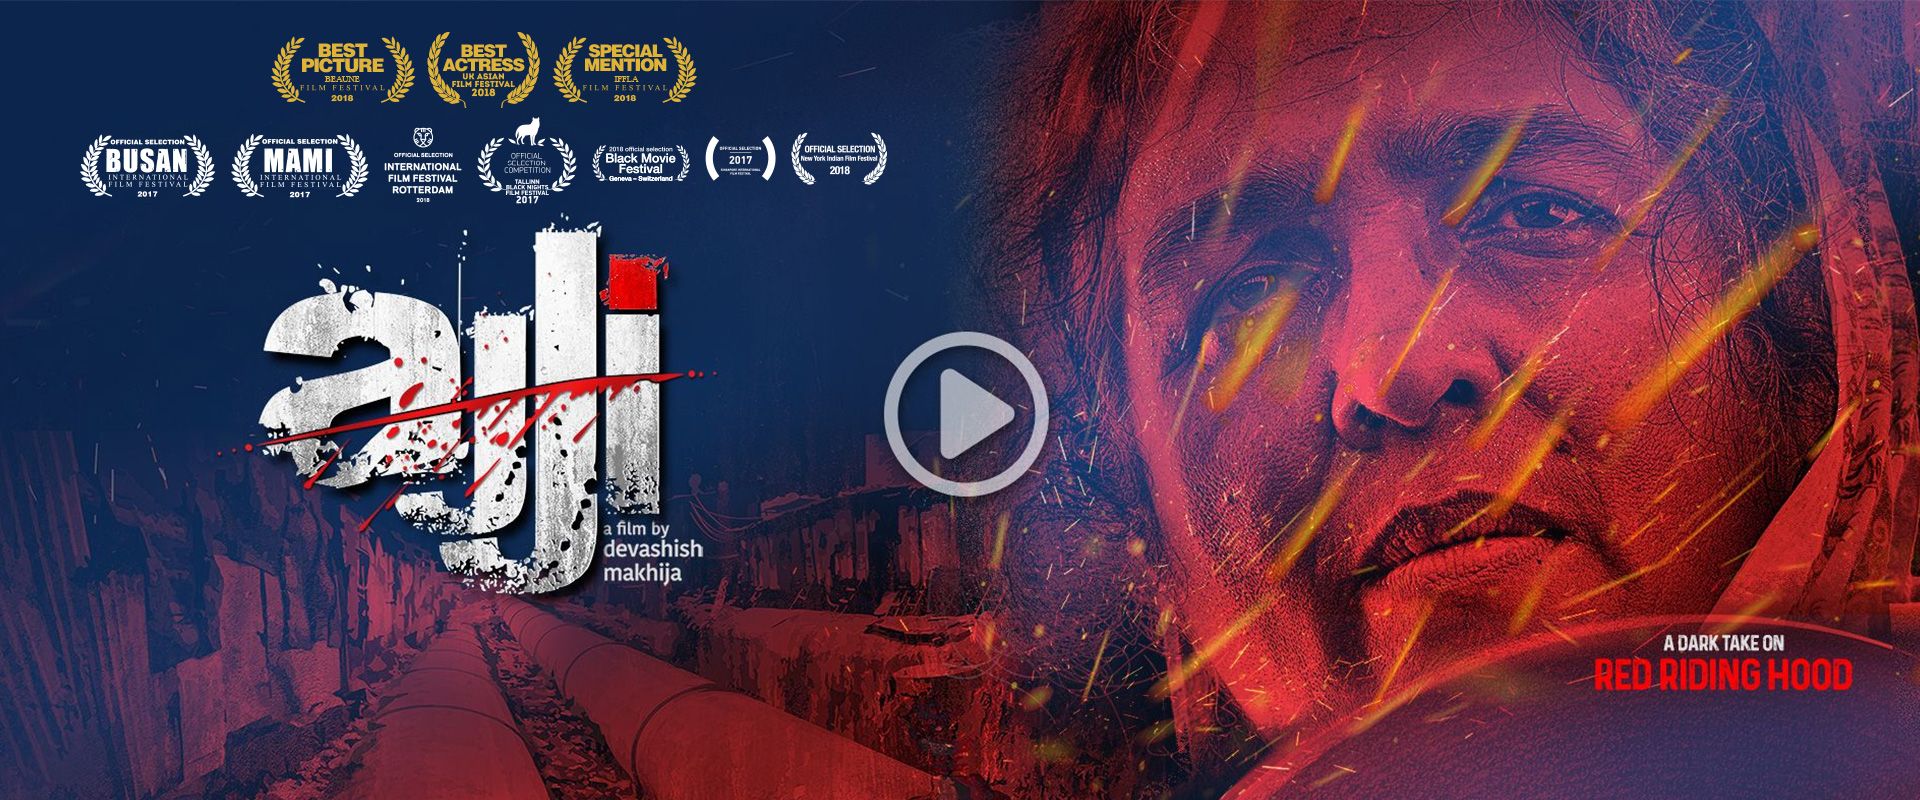 BEST
PICTURE
BEAUNE
FILM FESTIVAL
2018
BEST
ACTRESS
UK ASIAN
FILM FESTIVAL
2018
SPECIAL
MENTION
IFFLA
FILM FESTIVAL
2018
OFFICIAL SELECTION
BUSAN
INTERNATIONAL
FILM FESTIVAL
2017
OFFICIAL SELECTION
MAMI
INTERNATIONAL
FILM FESTIVAL
2017
OFFICIAL SELECTION
INTERNATIONAL
FILM FESTIVAL
ROTTERDAM
2018
OFFICIAL
SELECTION
COMPETITION
TALLINN
BLACK NIGHTS
FILM FESTIVAL
2017
2018 official selection
Black Movie
Festival
Geneva – Switzerland
OFFICIAL SELECTION
2017
SINGAPORE INTERNATIONAL
FILM FESTIVAL
OFFICIAL SELECTION
New York Indian Film Festival
2018
ajji
a film by
devashish
makhija
A DARK TAKE ON
RED RIDING HOOD